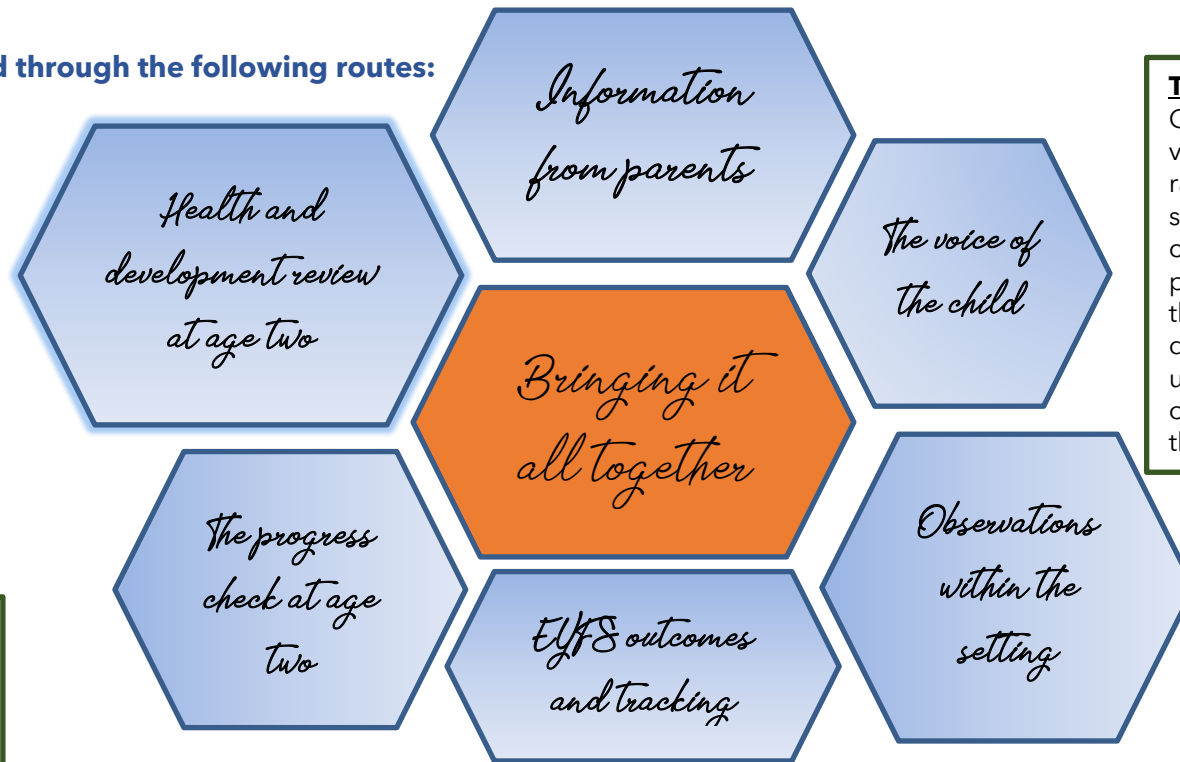 d through the following routes:
Information
from parents
Health and
development review
at age two
The voice of
the child
Bringing it
all together
The progress
check at age
two
EYFS outcomes
and tracking
Observations
within the
setting